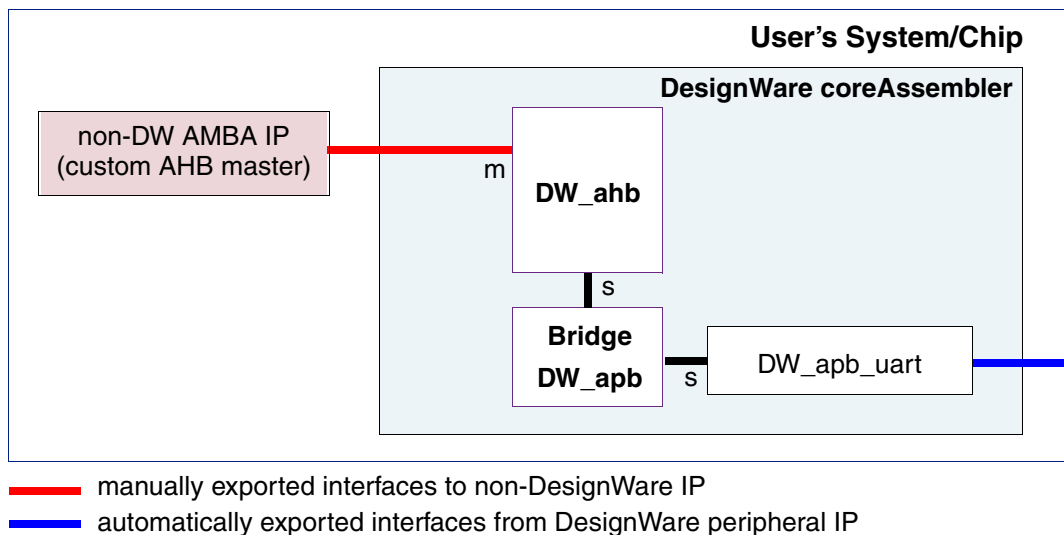 User's System/Chip
DesignWare coreAssembler
non-DW AMBA IP
(custom AHB master)
m
DW_ahb
s
Bridge
DW_apb
s
DW_apb_uart
manually exported interfaces to non-DesignWare IP
automatically exported interfaces from DesignWare peripheral IP